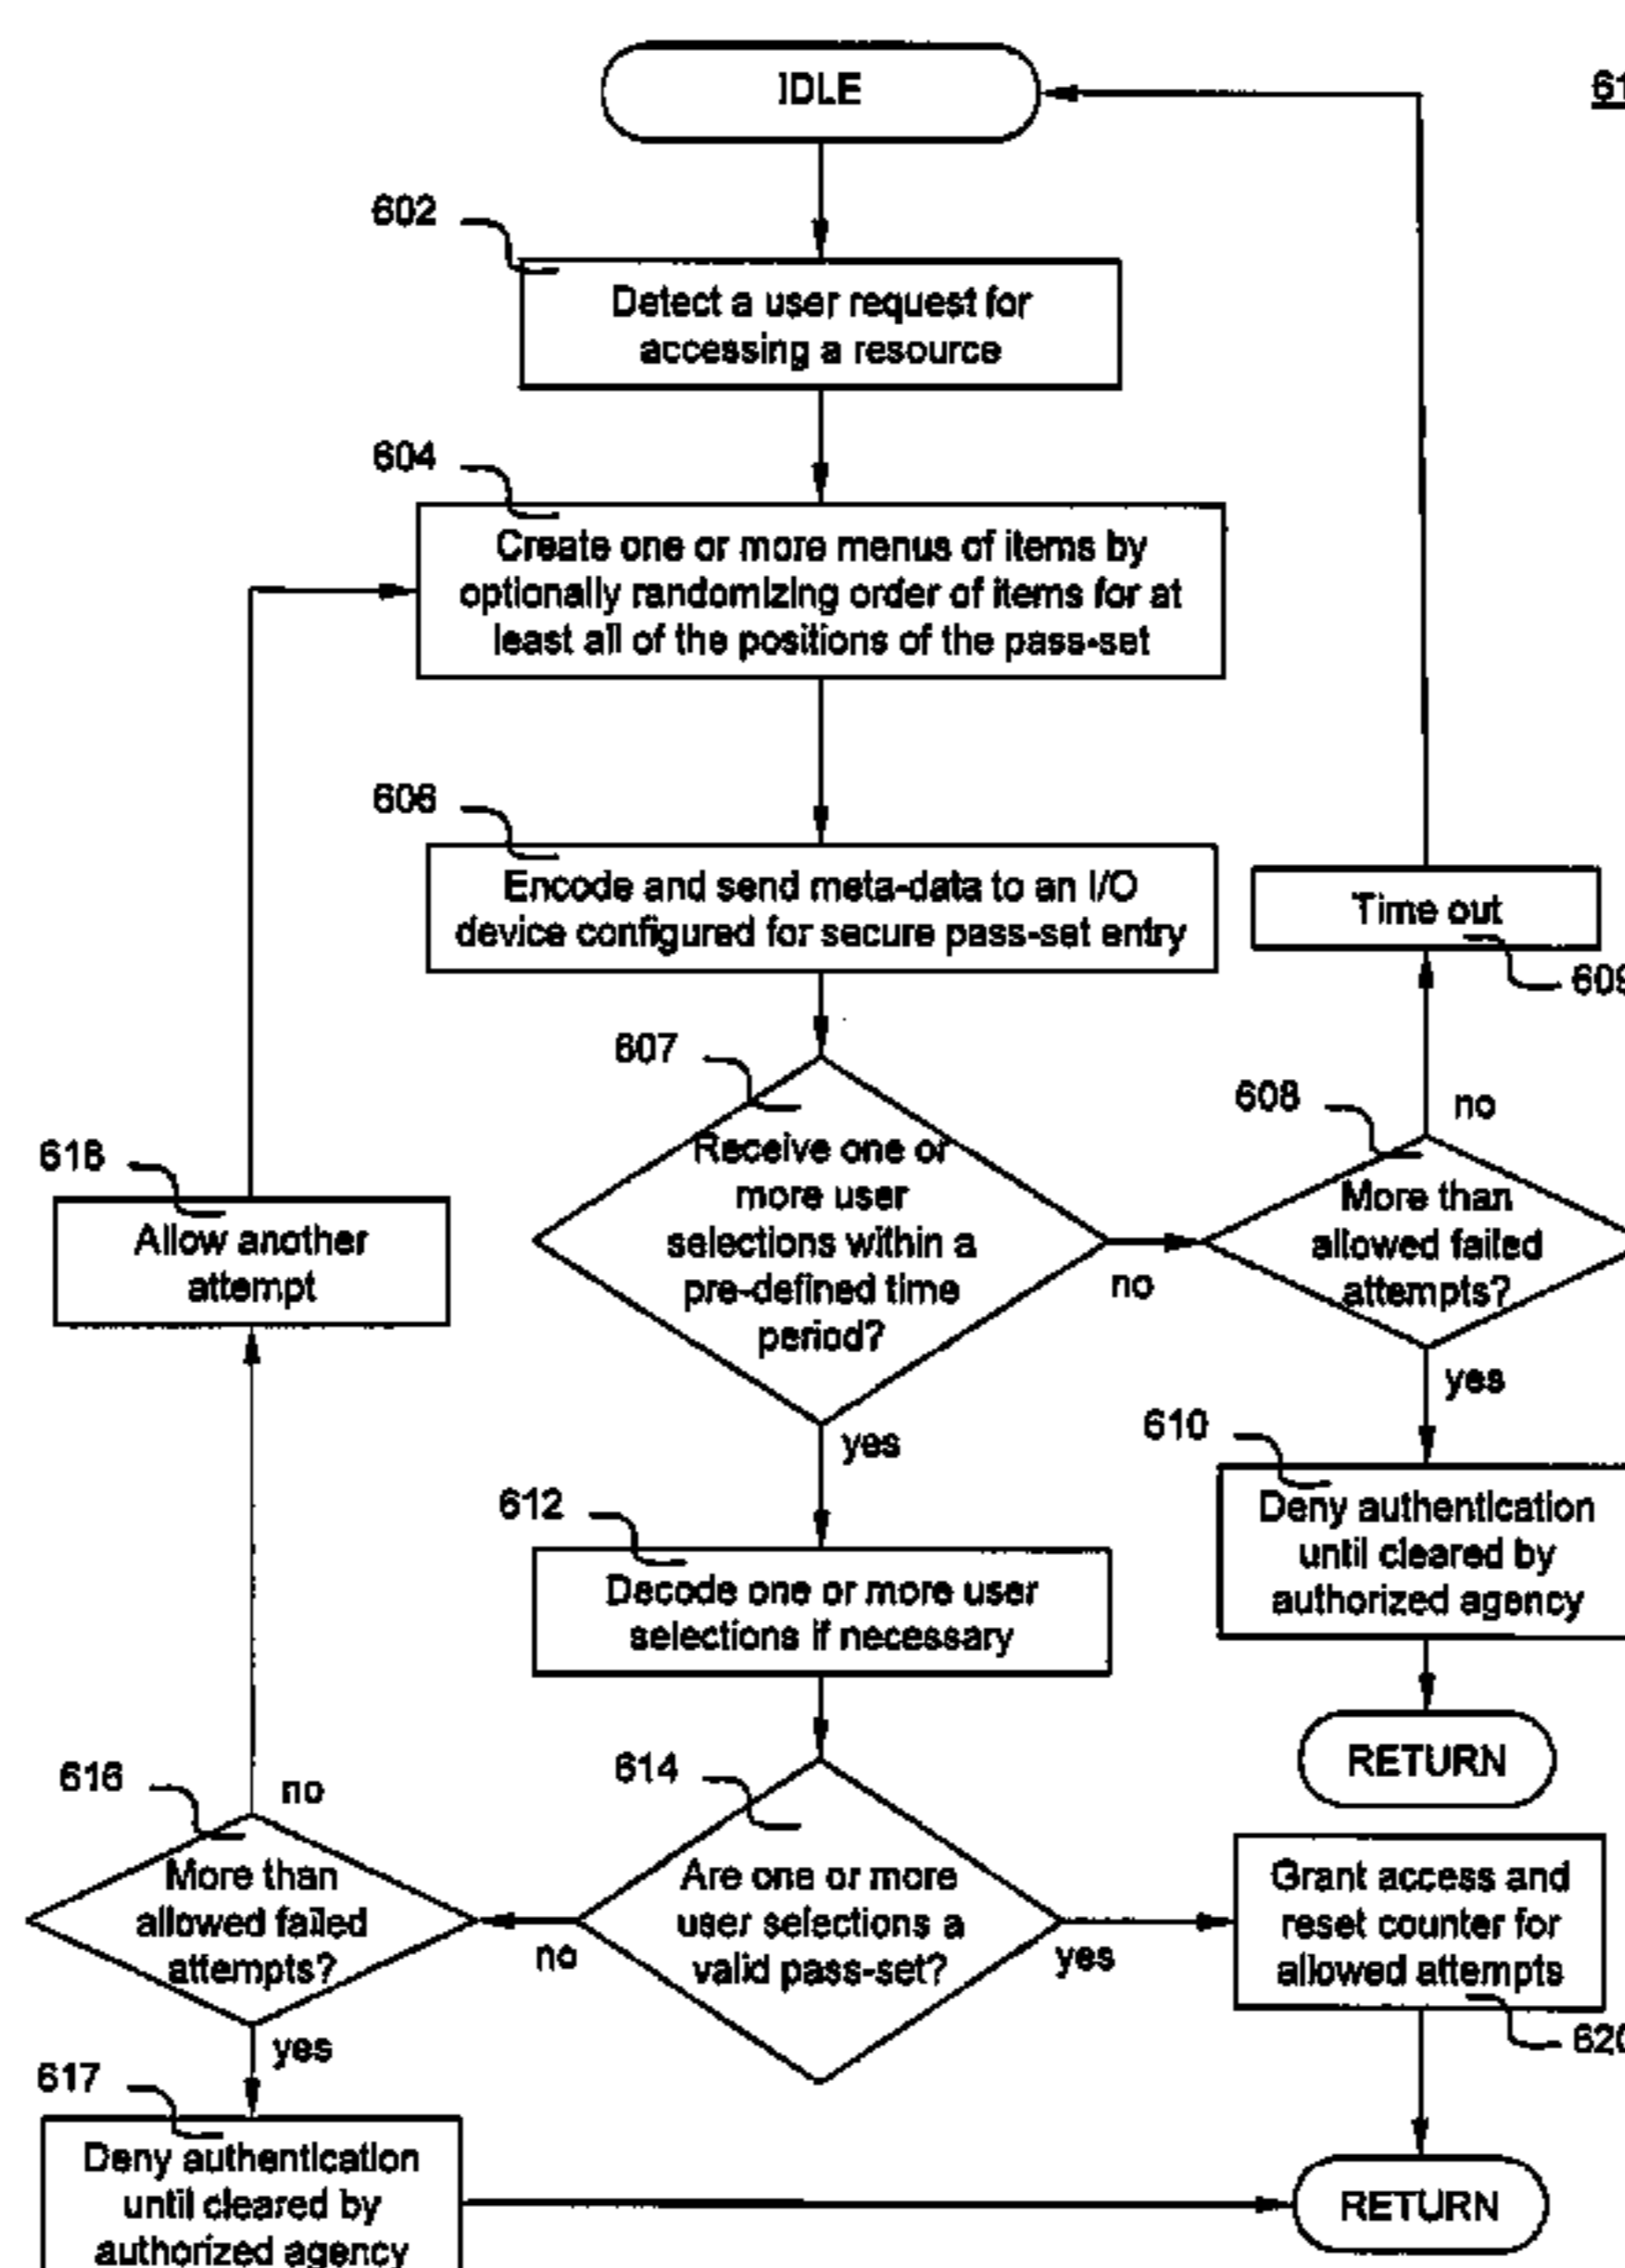 IDLE
61
602
Detect a user request for
accessing a resource
604
Create one or more menus of items by
optionally randomizing order of items for at
least all of the positions of the pass-set
606
Encode and send meta-data to an I/O
device configured for secure pass-set entry
Time out
609
607
Receive one or
more user
selections within a
pre-defined time
period?
no
yes
608
no
More than
allowed failed
attempts?
yes
618
Allow another
attempt
610
Deny authentication
until cleared by
authorized agency
RETURN
612
Decode one or more user
selections if necessary
614
Are one or more
user selections a
valid pass-set?
no
yes
616
no
More than
allowed failed
attempts?
yes
Grant access and
reset counter for
allowed attempts
620
617
Deny authentication
until cleared by
authorized agency
RETURN